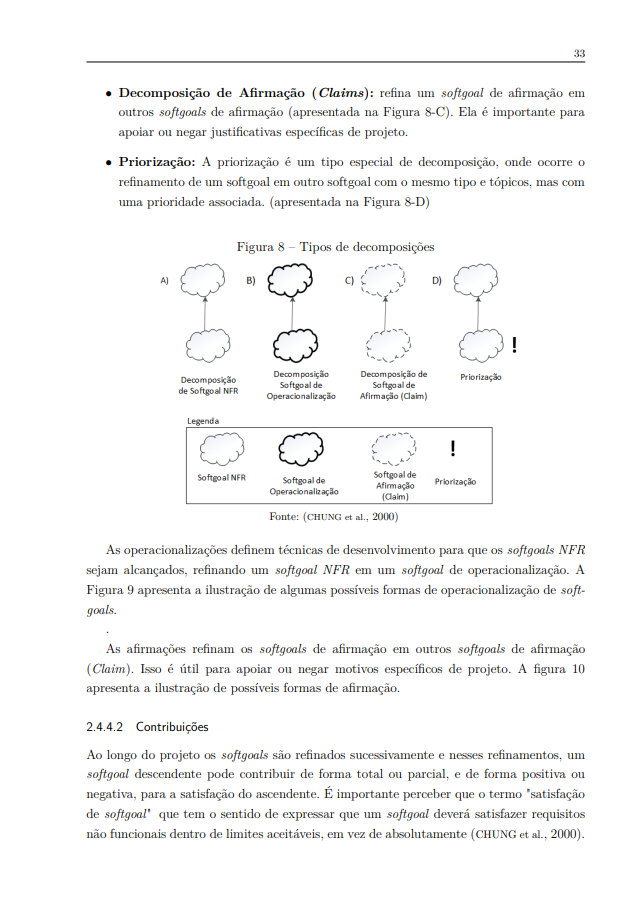 33
• Decomposição de Afirmação (Claims): refina um softgoal de afirmação em
outros softgoals de afirmação (apresentada na Figura 8-C). Ela é importante para
apoiar ou negar justificativas específicas de projeto.
• Priorização: A priorização é um tipo especial de decomposição, onde ocorre o
refinamento de um softgoal em outro softgoal com o mesmo tipo e tópicos, mas com
uma prioridade associada. (apresentada na Figura 8-D)
Figura 8 – Tipos de decomposições
A)
B)
C)
D)
!
Decomposição
de Softgoal NFR
Decomposição
Softgoal de
Operacionalização
Decomposição de
Softgoal de
Afirmação (Claim)
Priorização
Legenda
!
Softgoal NFR
Softgoal de
Operacionalização
Softgoal de
Afirmação
(Claim)
Priorização
Fonte: (CHUNG et al., 2000)
As operacionalizações definem técnicas de desenvolvimento para que os softgoals NFR
sejam alcançados, refinando um softgoal NFR em um softgoal de operacionalização. A
Figura 9 apresenta a ilustração de algumas possíveis formas de operacionalização de soft-
goals.
.
As afirmações refinam os softgoals de afirmação em outros softgoals de afirmação
(Claim). Isso é útil para apoiar ou negar motivos específicos de projeto. A figura 10
apresenta a ilustração de possíveis formas de afirmação.
2.4.4.2 Contribuições
Ao longo do projeto os softgoals são refinados sucessivamente e nesses refinamentos, um
softgoal descendente pode contribuir de forma total ou parcial, e de forma positiva ou
negativa, para a satisfação do ascendente. É importante perceber que o termo "satisfação
de softgoal" que tem o sentido de expressar que um softgoal deverá satisfazer requisitos
não funcionais dentro de limites aceitáveis, em vez de absolutamente (CHUNG et al., 2000).